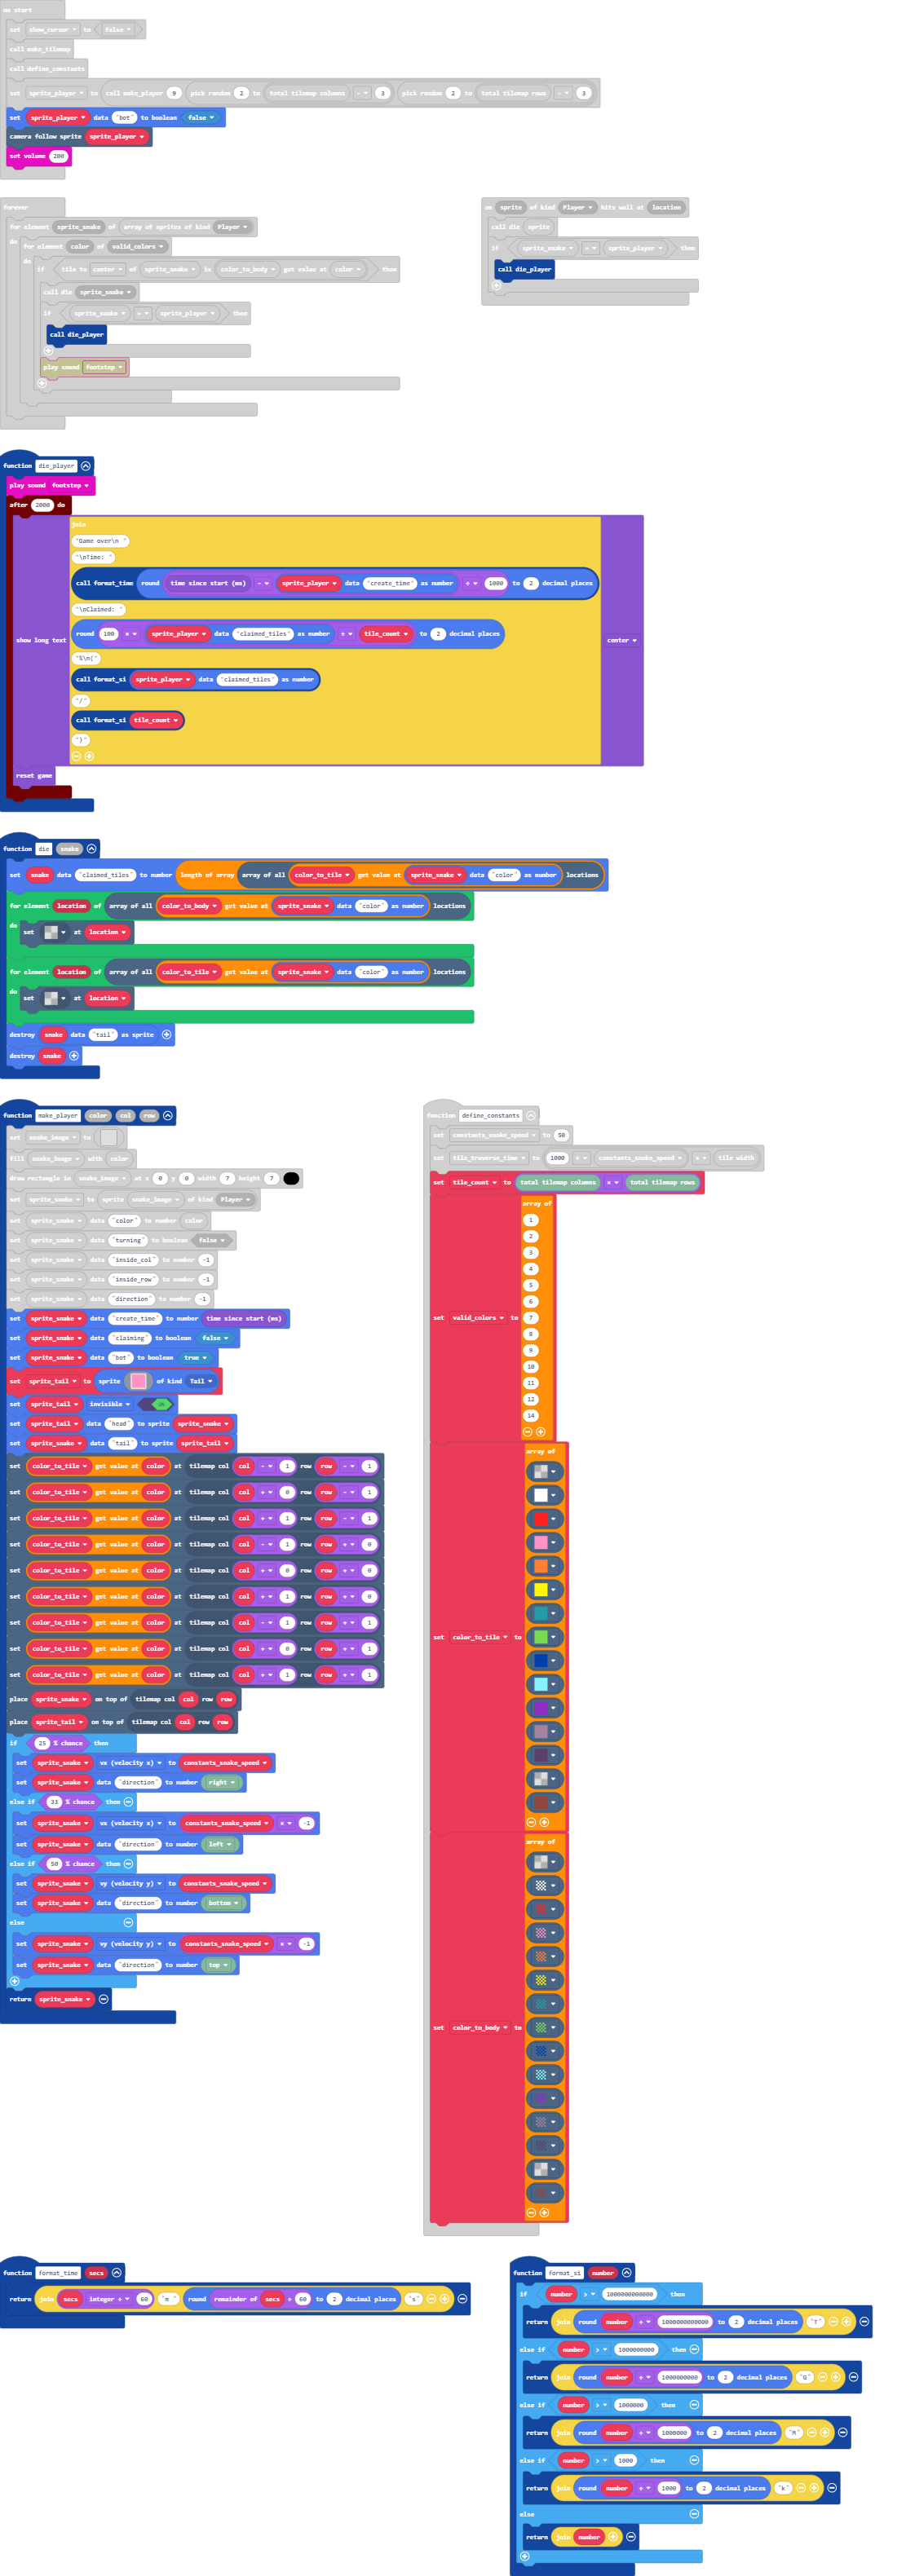 on start
set show_cursor to false
call make_tilemap
call define_constants
set sprite_player to call make_player 9 pick random 2 to total tilemap columns - 3 pick random 2 to total tilemap rows - 3
set sprite_player data "bot" to boolean false
camera follow sprite sprite_player
set volume 200
forever
for element sprite_snake of array of sprites of kind Player
do for element color of valid_colors
do if tile to center of sprite_snake is color_to_body get value at color then
call die sprite_snake
if sprite_snake = sprite_player then
call die_player
play sound footstep
on sprite of kind Player hits wall at location
call die sprite
if sprite_snake = sprite_player then
call die_player
function die_player
play sound footstep
after 2000 do
show long text
join
"Game over\n "
"\nTime: "
call format_time round time since start (ms) - sprite_player data "create_time" as number ÷ 1000 to 2 decimal places
"\nClaimed: "
round 100 × sprite_player data "claimed_tiles" as number ÷ tile_count to 2 decimal places
"%\n("
call format_si sprite_player data "claimed_tiles" as number
"/"
call format_si tile_count
")"
center
reset game
function die snake
set snake data "claimed_tiles" to number length of array array of all color_to_tile get value at sprite_snake data "color" as number locations
for element location of array of all color_to_body get value at sprite_snake data "color" as number locations
do set at location
for element location of array of all color_to_tile get value at sprite_snake data "color" as number locations
do set at location
destroy snake data "tail" as sprite
destroy snake
function make_player color col row
set snake_image to
fill snake_image with color
draw rectangle in snake_image at x 0 y 0 width 7 height 7
set sprite_snake to sprite snake_image of kind Player
set sprite_snake data "color" to number color
set sprite_snake data "turning" to boolean false
set sprite_snake data "inside_col" to number -1
set sprite_snake data "inside_row" to number -1
set sprite_snake data "direction" to number -1
set sprite_snake data "create_time" to number time since start (ms)
set sprite_snake data "claiming" to boolean false
set sprite_snake data "bot" to boolean true
set sprite_tail to sprite of kind Tail
set sprite_tail invisible ON
set sprite_tail data "head" to sprite sprite_snake
set sprite_snake data "tail" to sprite sprite_tail
set color_to_tile get value at color at tilemap col col - 1 row row - 1
set color_to_tile get value at color at tilemap col col + 0 row row - 1
set color_to_tile get value at color at tilemap col col + 1 row row - 1
set color_to_tile get value at color at tilemap col col - 1 row row + 0
set color_to_tile get value at color at tilemap col col + 0 row row + 0
set color_to_tile get value at color at tilemap col col + 1 row row + 0
set color_to_tile get value at color at tilemap col col - 1 row row + 1
set color_to_tile get value at color at tilemap col col + 0 row row + 1
set color_to_tile get value at color at tilemap col col + 1 row row + 1
place sprite_snake on top of tilemap col col row row
place sprite_tail on top of tilemap col col row row
if 25 % chance then
set sprite_snake vx (velocity x) to constants_snake_speed
set sprite_snake data "direction" to number right
else if 33 % chance then
set sprite_snake vx (velocity x) to constants_snake_speed × -1
set sprite_snake data "direction" to number left
else if 50 % chance then
set sprite_snake vy (velocity y) to constants_snake_speed
set sprite_snake data "direction" to number bottom
else
set sprite_snake vy (velocity y) to constants_snake_speed × -1
set sprite_snake data "direction" to number top
return sprite_snake
function define_constants
set constants_snake_speed to 50
set tile_traverse_time to 1000 ÷ constants_snake_speed × tile width
set tile_count to total tilemap columns × total tilemap rows
set valid_colors to
array of
1
2
3
4
5
6
7
8
9
10
11
12
14
set color_to_tile to
array of
set color_to_body to
array of
function format_time secs
return join secs integer ÷ 60 "m " round remainder of secs ÷ 60 to 2 decimal places "s"
function format_si number
if number > 1000000000000 then
return join round number ÷ 1000000000000 to 2 decimal places "T"
else if number > 1000000000 then
return join round number ÷ 1000000000 to 2 decimal places "G"
else if number > 1000000 then
return join round number ÷ 1000000 to 2 decimal places "M"
else if number > 1000 then
return join round number ÷ 1000 to 2 decimal places "k"
else
return join number